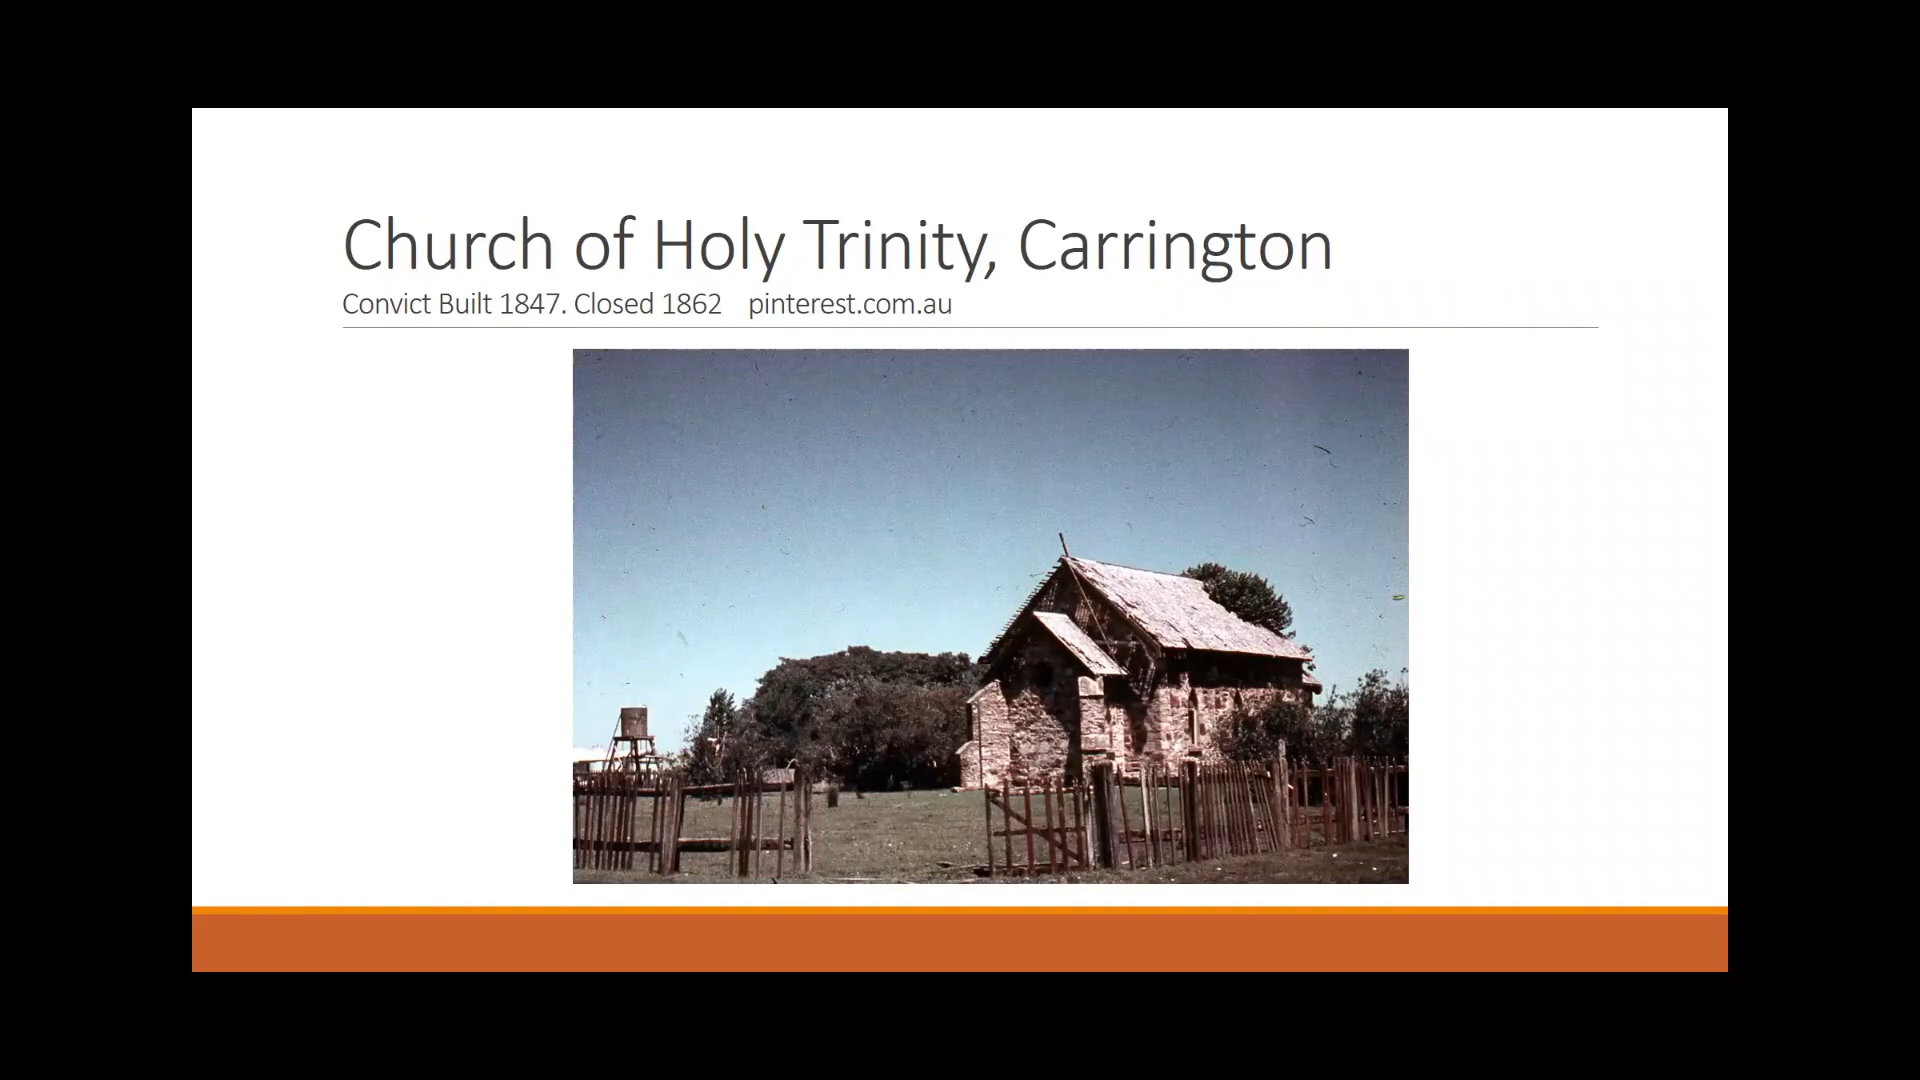 Church of Holy Trinity, Carrington
Convict Built 1847. Closed 1862 pinterest.com.au